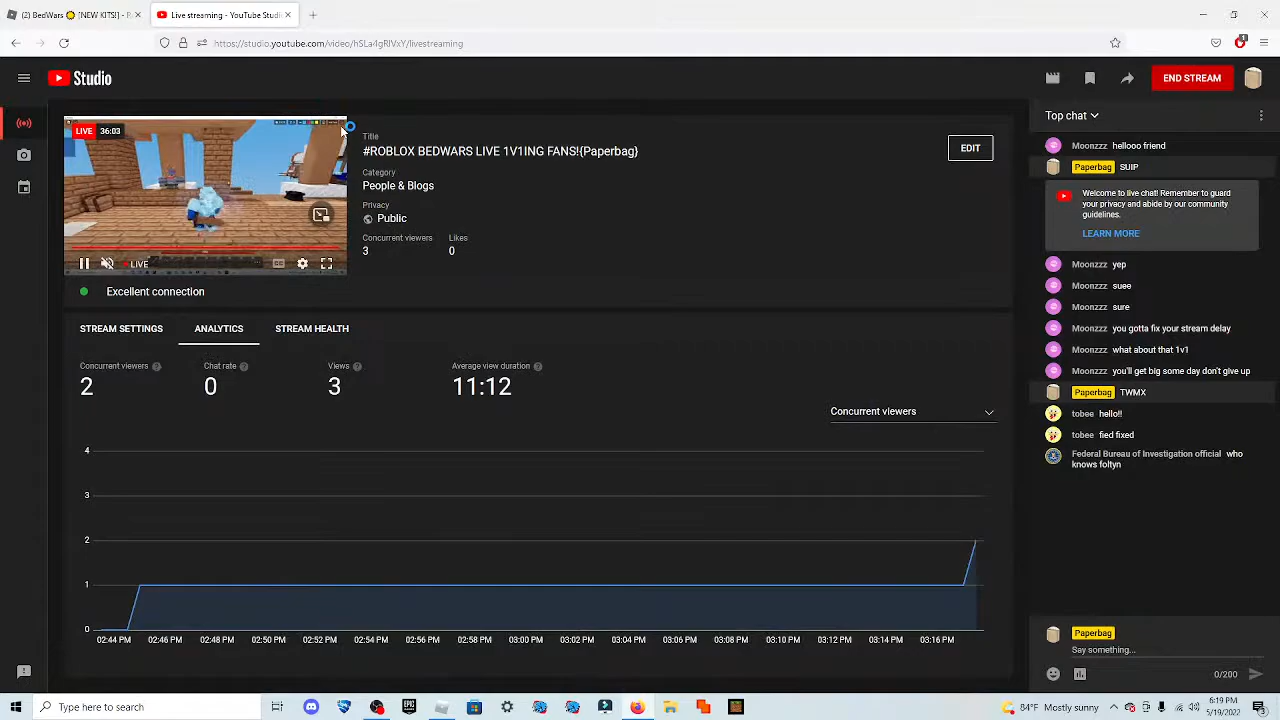 BedWars [NEW KITS!] - R
Live streaming - YouTube Studio
https://studio.youtube.com/video/hSLa4gRIVxY/livestreaming
Studio
END STREAM
LIVE 36:03
LIVE
Title
#ROBLOX BEDWARS LIVE 1V1ING FANS!{Paperbag}
EDIT
Category
People & Blogs
Privacy
Public
Concurrent viewers Likes
3 0
Excellent connection
STREAM SETTINGS ANALYTICS STREAM HEALTH
Concurrent viewers Chat rate Views Average view duration
2 0 3 11:12
Concurrent viewers
4
3
2
1
0
02:44 PM 02:46 PM 02:48 PM 02:50 PM 02:52 PM 02:54 PM 02:56 PM 02:58 PM 03:00 PM 03:02 PM 03:04 PM 03:06 PM 03:08 PM 03:10 PM 03:12 PM 03:14 PM 03:16 PM
Top chat
Moonzzz hellooo friend
Paperbag SUIP
Welcome to live chat! Remember to guard
your privacy and abide by our community
guidelines.
LEARN MORE
Moonzzz yep
Moonzzz suee
Moonzzz sure
Moonzzz you gotta fix your stream delay
Moonzzz what about that 1v1
Moonzzz you'll get big some day don't give up
Paperbag TWMX
tobee hello!!
tobee fied fixed
Federal Bureau of Investigation official who
knows foltyn
Paperbag
Say something...
0/200
Type here to search
84°F Mostly sunny
6:19 PM